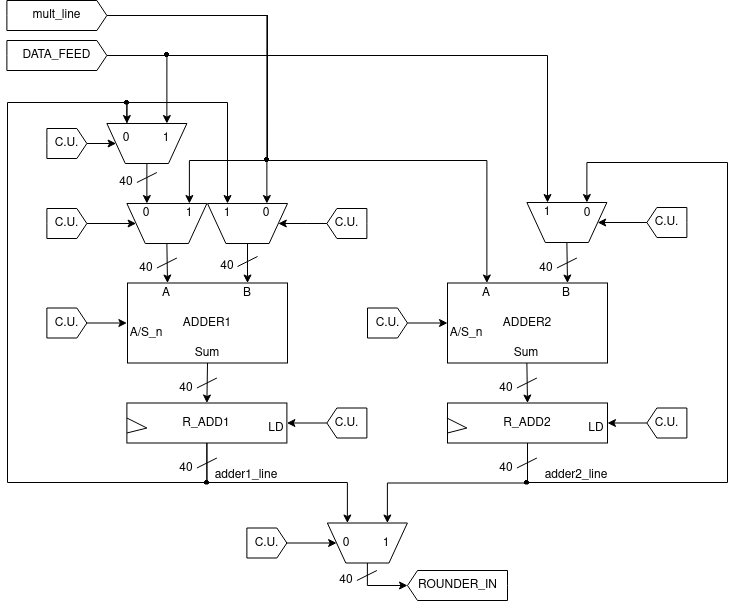 mult_line
DATA_FEED
0 1
C.U.
40
0 1 1 0
1 0
C.U.
C.U.
C.U.
40
40
40
A B
A B
C.U.
A/S_n
ADDER1
C.U.
A/S_n
ADDER2
Sum
Sum
40
40
R_ADD1
LD
C.U.
R_ADD2
LD
C.U.
40
adder1_line
40
adder2_line
C.U.
0 1
40
ROUNDER_IN